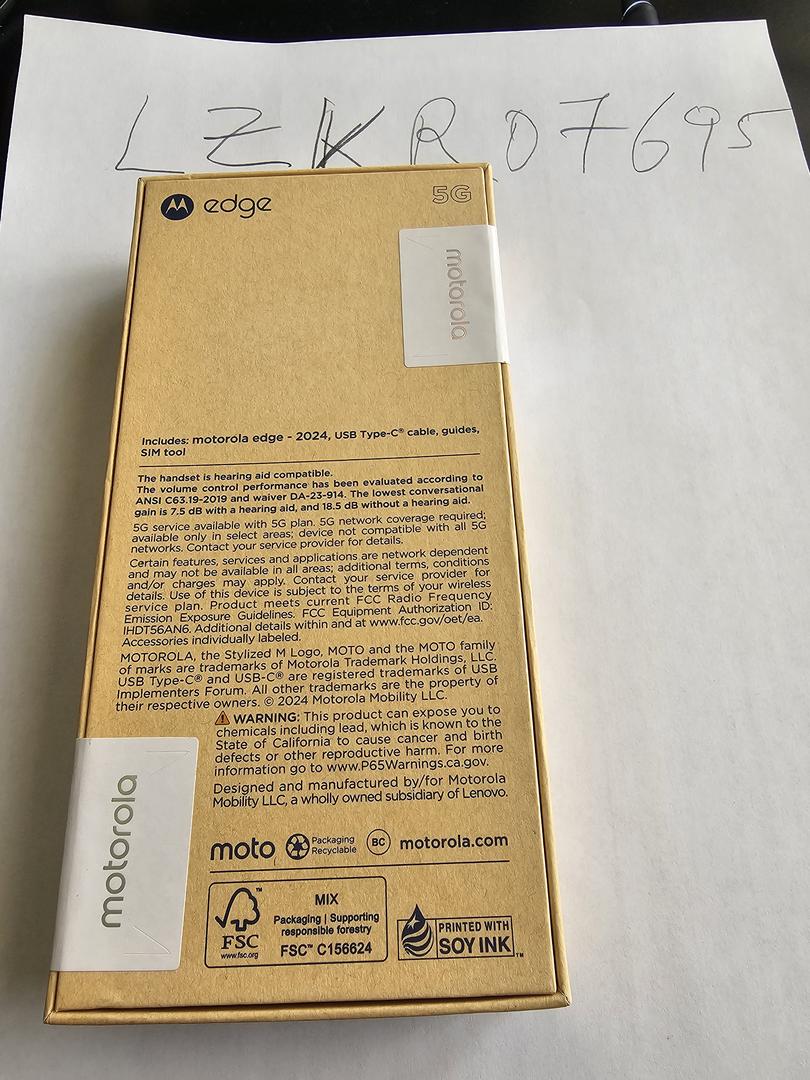 LZKR07695
edge
5G
motorola
Includes: motorola edge - 2024, USB Type-C® cable, guides,
SIM tool
The handset is hearing aid compatible.
The volume control performance has been evaluated according to
ANSI C63.19-2019 and waiver DA-23-914. The lowest conversational
gain is 7.5 dB with a hearing aid, and 18.5 dB without a hearing aid.
5G service available with 5G plan. 5G network coverage required;
available only in select areas; device not compatible with all 5G
networks. Contact your service provider for details.
Certain features, services and applications are network dependent
and may not be available in all areas; additional terms, conditions
and/or charges may apply. Contact your service provider for
details. Use of this device is subject to the terms of your wireless
service plan. Product meets current FCC Radio Frequency
Emission Exposure Guidelines. FCC Equipment Authorization ID:
IHDT56AN6. Additional details within and at www.fcc.gov/oet/ea.
Accessories individually labeled.
MOTOROLA, the Stylized M Logo, MOTO and the MOTO family
of marks are trademarks of Motorola Trademark Holdings, LLC.
USB Type-C® and USB-C® are registered trademarks of USB
Implementers Forum. All other trademarks are the property of
their respective owners. © 2024 Motorola Mobility LLC.
⚠ WARNING: This product can expose you to
chemicals including lead, which is known to the
State of California to cause cancer and birth
defects or other reproductive harm. For more
information go to www.P65Warnings.ca.gov.
Designed and manufactured by/for Motorola
Mobility LLC, a wholly owned subsidiary of Lenovo.
motorola
moto
Packaging
Recyclable
BC
motorola.com
FSC™
www.fsc.org
MIX
Packaging | Supporting
responsible forestry
FSC™ C156624
PRINTED WITH
SOY INK™